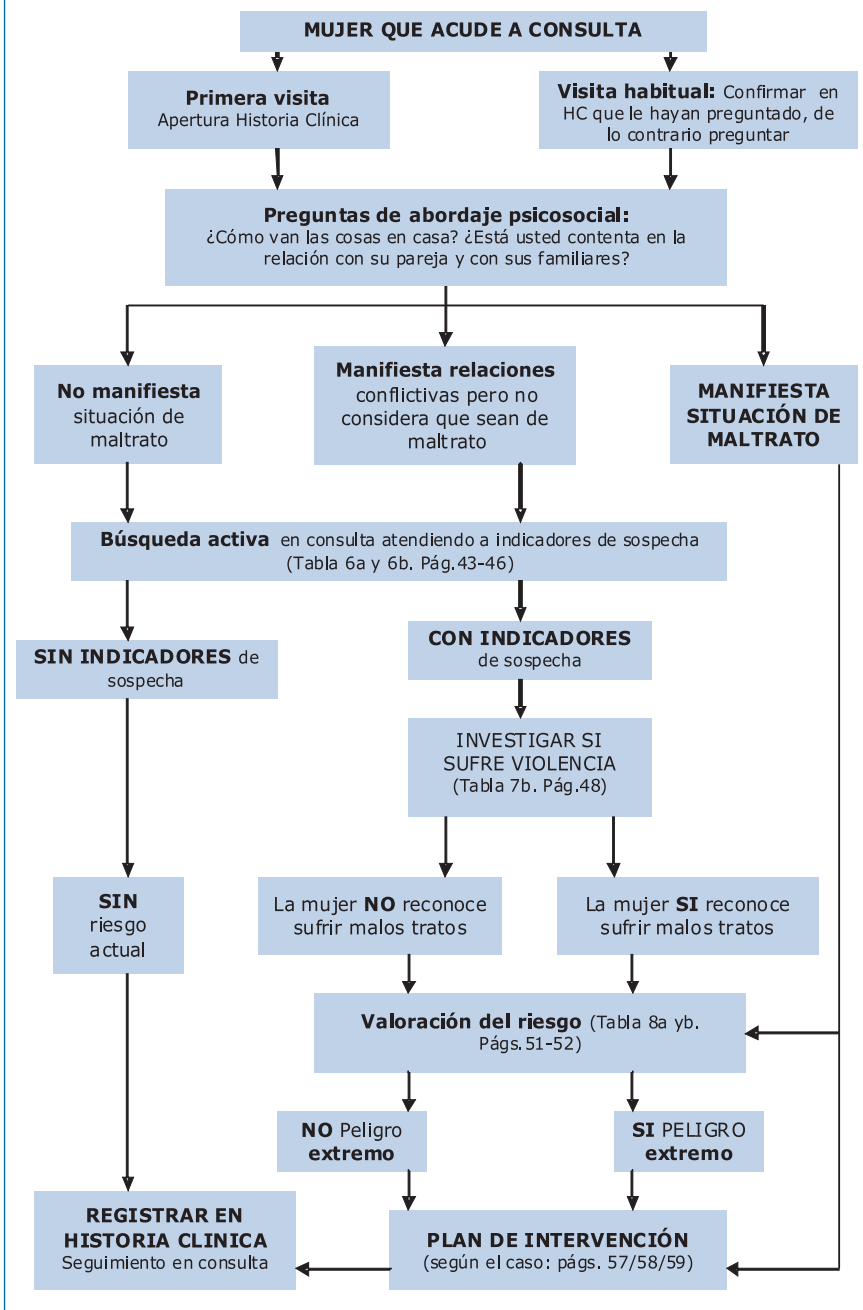 MUJER QUE ACUDE A CONSULTA
Primera visita
Apertura Historia Clínica
Visita habitual: Confirmar en
HC que le hayan preguntado, de
lo contrario preguntar
Preguntas de abordaje psicosocial:
¿Cómo van las cosas en casa? ¿Está usted contenta en la
relación con su pareja y con sus familiares?
No manifiesta
situación de
maltrato
Manifiesta relaciones
conflictivas pero no
considera que sean de
maltrato
MANIFIESTA
SITUACIÓN DE
MALTRATO
Búsqueda activa en consulta atendiendo a indicadores de sospecha
(Tabla 6a y 6b. Pág.43-46)
SIN INDICADORES de
sospecha
CON INDICADORES
de sospecha
INVESTIGAR SI
SUFRE VIOLENCIA
(Tabla 7b. Pág.48)
SIN
riesgo
actual
La mujer NO reconoce
sufrir malos tratos
La mujer SI reconoce
sufrir malos tratos
Valoración del riesgo (Tabla 8a yb.
Págs.51-52)
NO Peligro
extremo
SI PELIGRO
extremo
REGISTRAR EN
HISTORIA CLINICA
Seguimiento en consulta
PLAN DE INTERVENCIÓN
(según el caso: págs. 57/58/59)